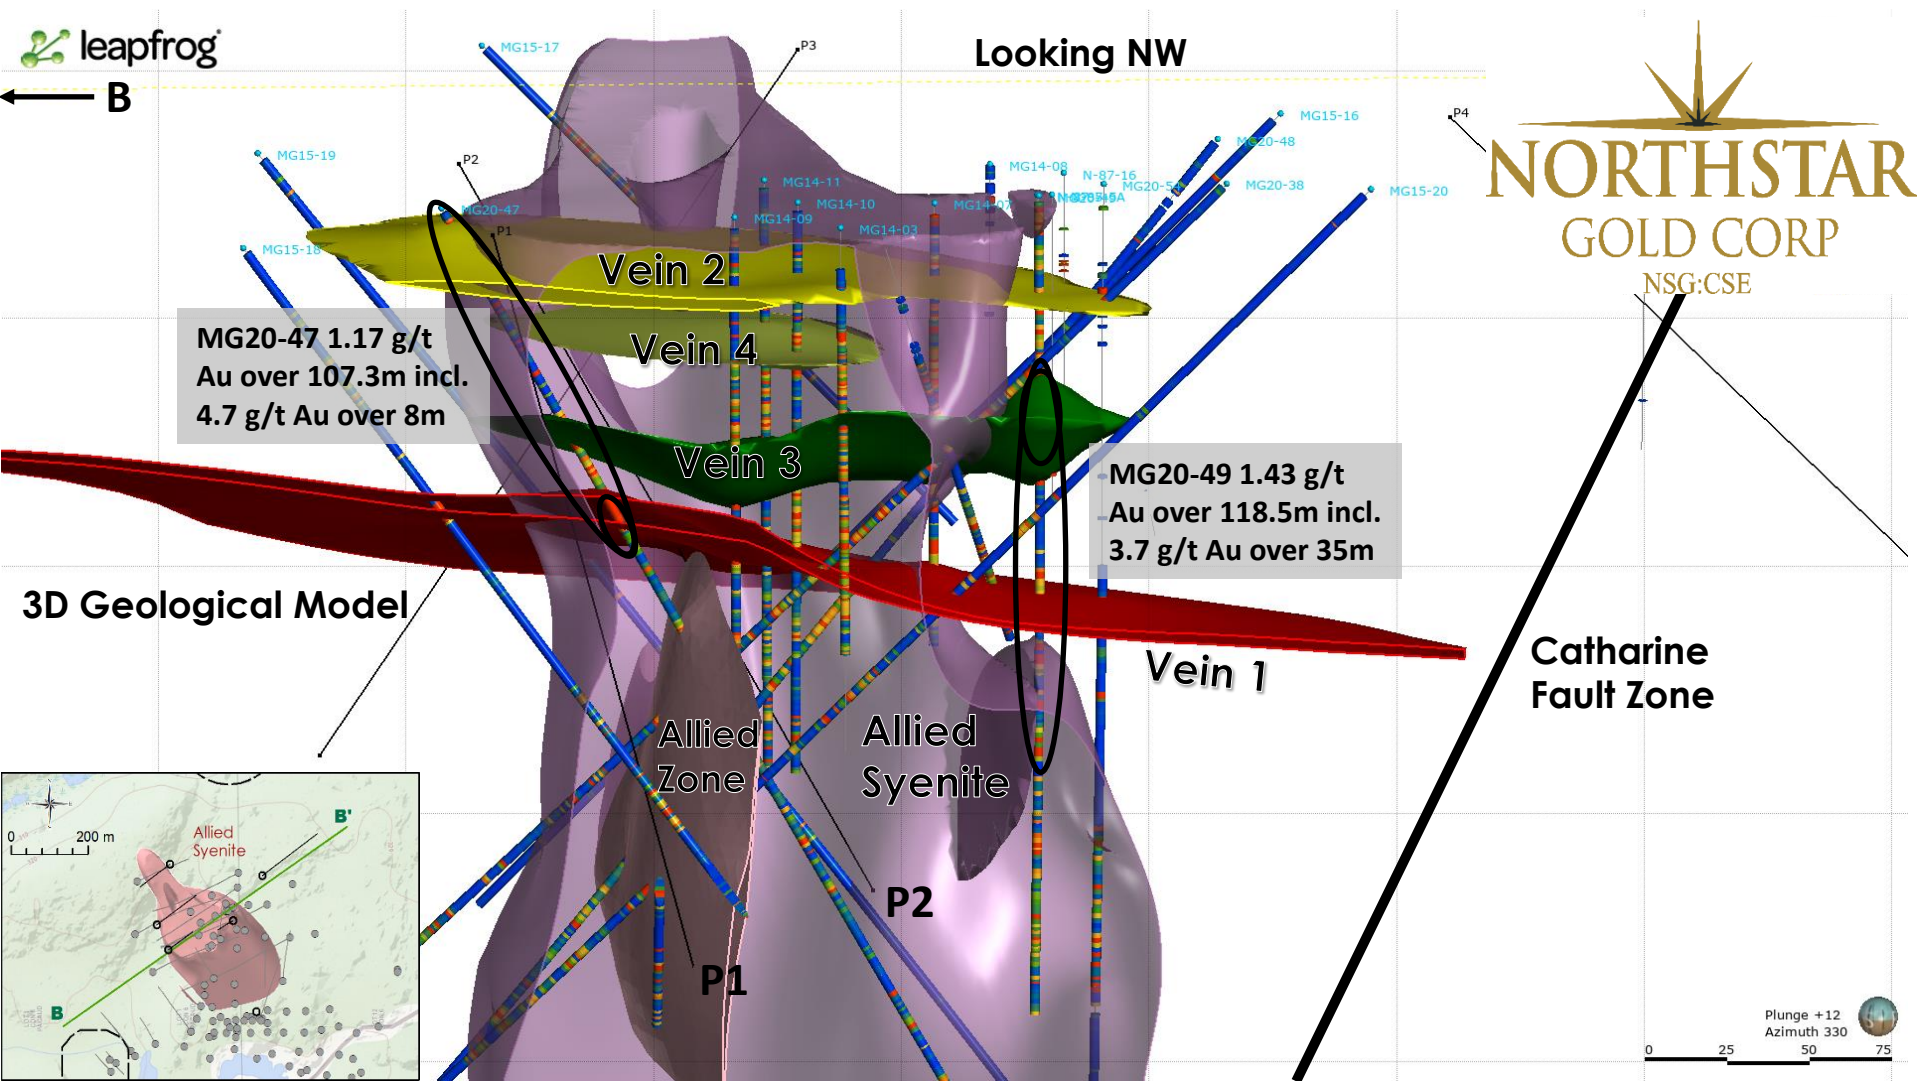 leapfrog
B
Looking NW
MG15-17
P3
MG15-16
P4
MG20-48
MG15-19
P2
MG14-08
N-87-16
MG14-11
MG20-54
MG20-38
MG15-20
MG20-47
MG14-10
MG14-07
MG14-09
P1
MG14-03
MG15-18
NORTHSTAR
GOLD CORP
NSG:CSE
Vein 2
Vein 4
MG20-47 1.17 g/t
Au over 107.3m incl.
4.7 g/t Au over 8m
Vein 3
MG20-49 1.43 g/t
Au over 118.5m incl.
3.7 g/t Au over 35m
3D Geological Model
Vein 1
Catharine
Fault Zone
Allied
Zone
Allied
Syenite
P2
P1
0 200 m
Allied
Syenite
B'
B
Plunge +12
Azimuth 330
0 25 50 75